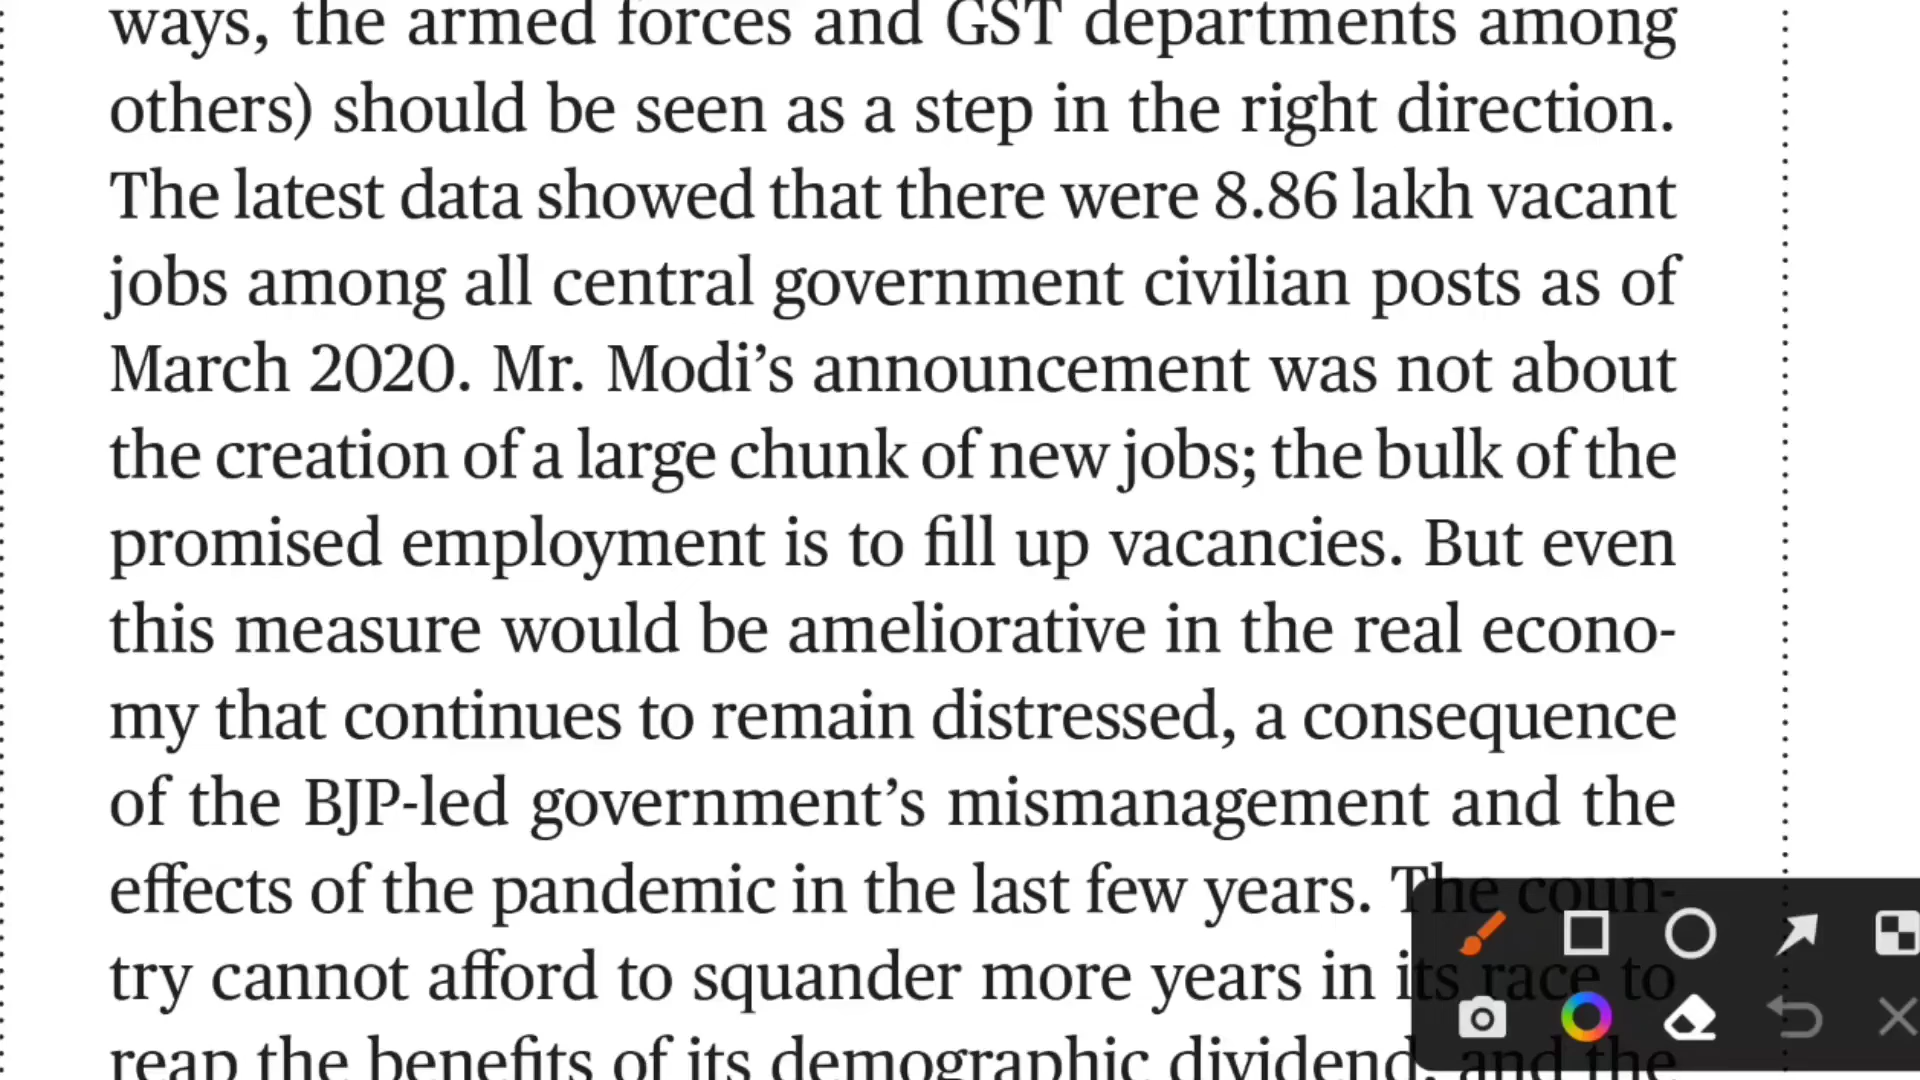 ways, the armed forces and GST departments among
others) should be seen as a step in the right direction.
The latest data showed that there were 8.86 lakh vacant
jobs among all central government civilian posts as of
March 2020. Mr. Modi’s announcement was not about
the creation of a large chunk of new jobs; the bulk of the
promised employment is to fill up vacancies. But even
this measure would be ameliorative in the real econo-
my that continues to remain distressed, a consequence
of the BJP-led government’s mismanagement and the
effects of the pandemic in the last few years. The coun-
try cannot afford to squander more years in its race to
reap the benefits of its demographic dividend, and the